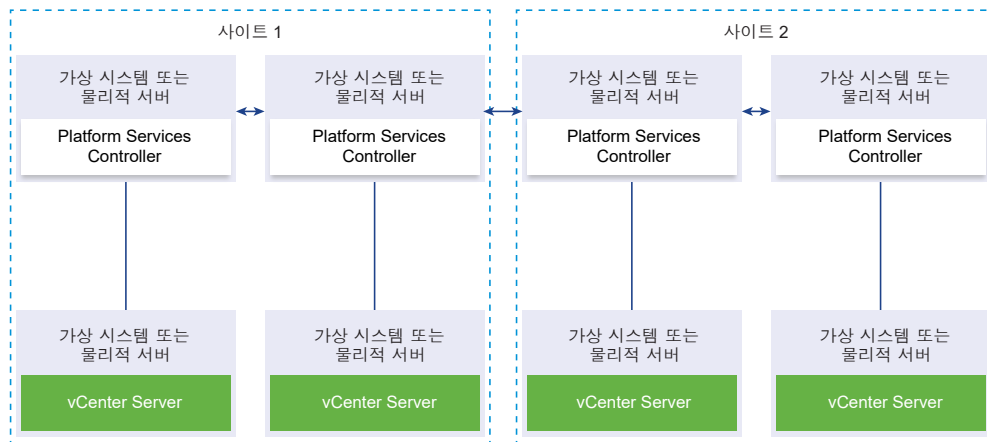 사이트 1
사이트 2
가상 시스템 또는
물리적 서버
Platform Services
Controller
가상 시스템 또는
물리적 서버
Platform Services
Controller
가상 시스템 또는
물리적 서버
Platform Services
Controller
가상 시스템 또는
물리적 서버
Platform Services
Controller
가상 시스템 또는
물리적 서버
vCenter Server
가상 시스템 또는
물리적 서버
vCenter Server
가상 시스템 또는
물리적 서버
vCenter Server
가상 시스템 또는
물리적 서버
vCenter Server